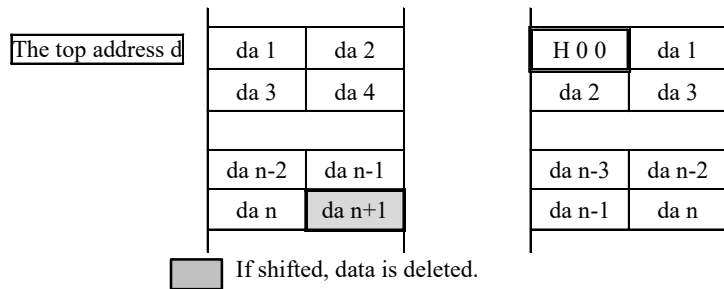 The top address d da 1 da 2 H 0 0 da 1
da 3 da 4 da 2 da 3
da n-2 da n-1 da n-3 da n-2
da n da n+1 da n-1 da n
If shifted, data is deleted.